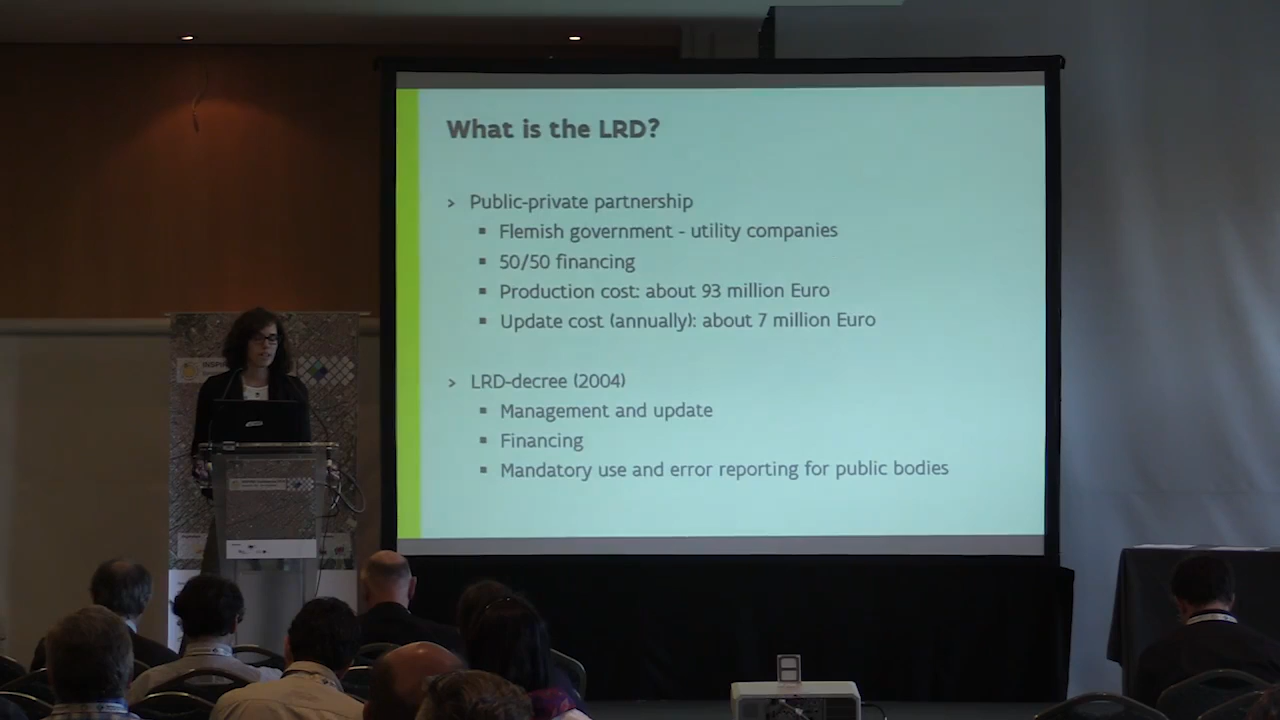 What is the LRD?
> Public-private partnership
▪ Flemish government - utility companies
▪ 50/50 financing
▪ Production cost: about 93 million Euro
▪ Update cost (annually): about 7 million Euro
> LRD-decree (2004)
▪ Management and update
▪ Financing
▪ Mandatory use and error reporting for public bodies